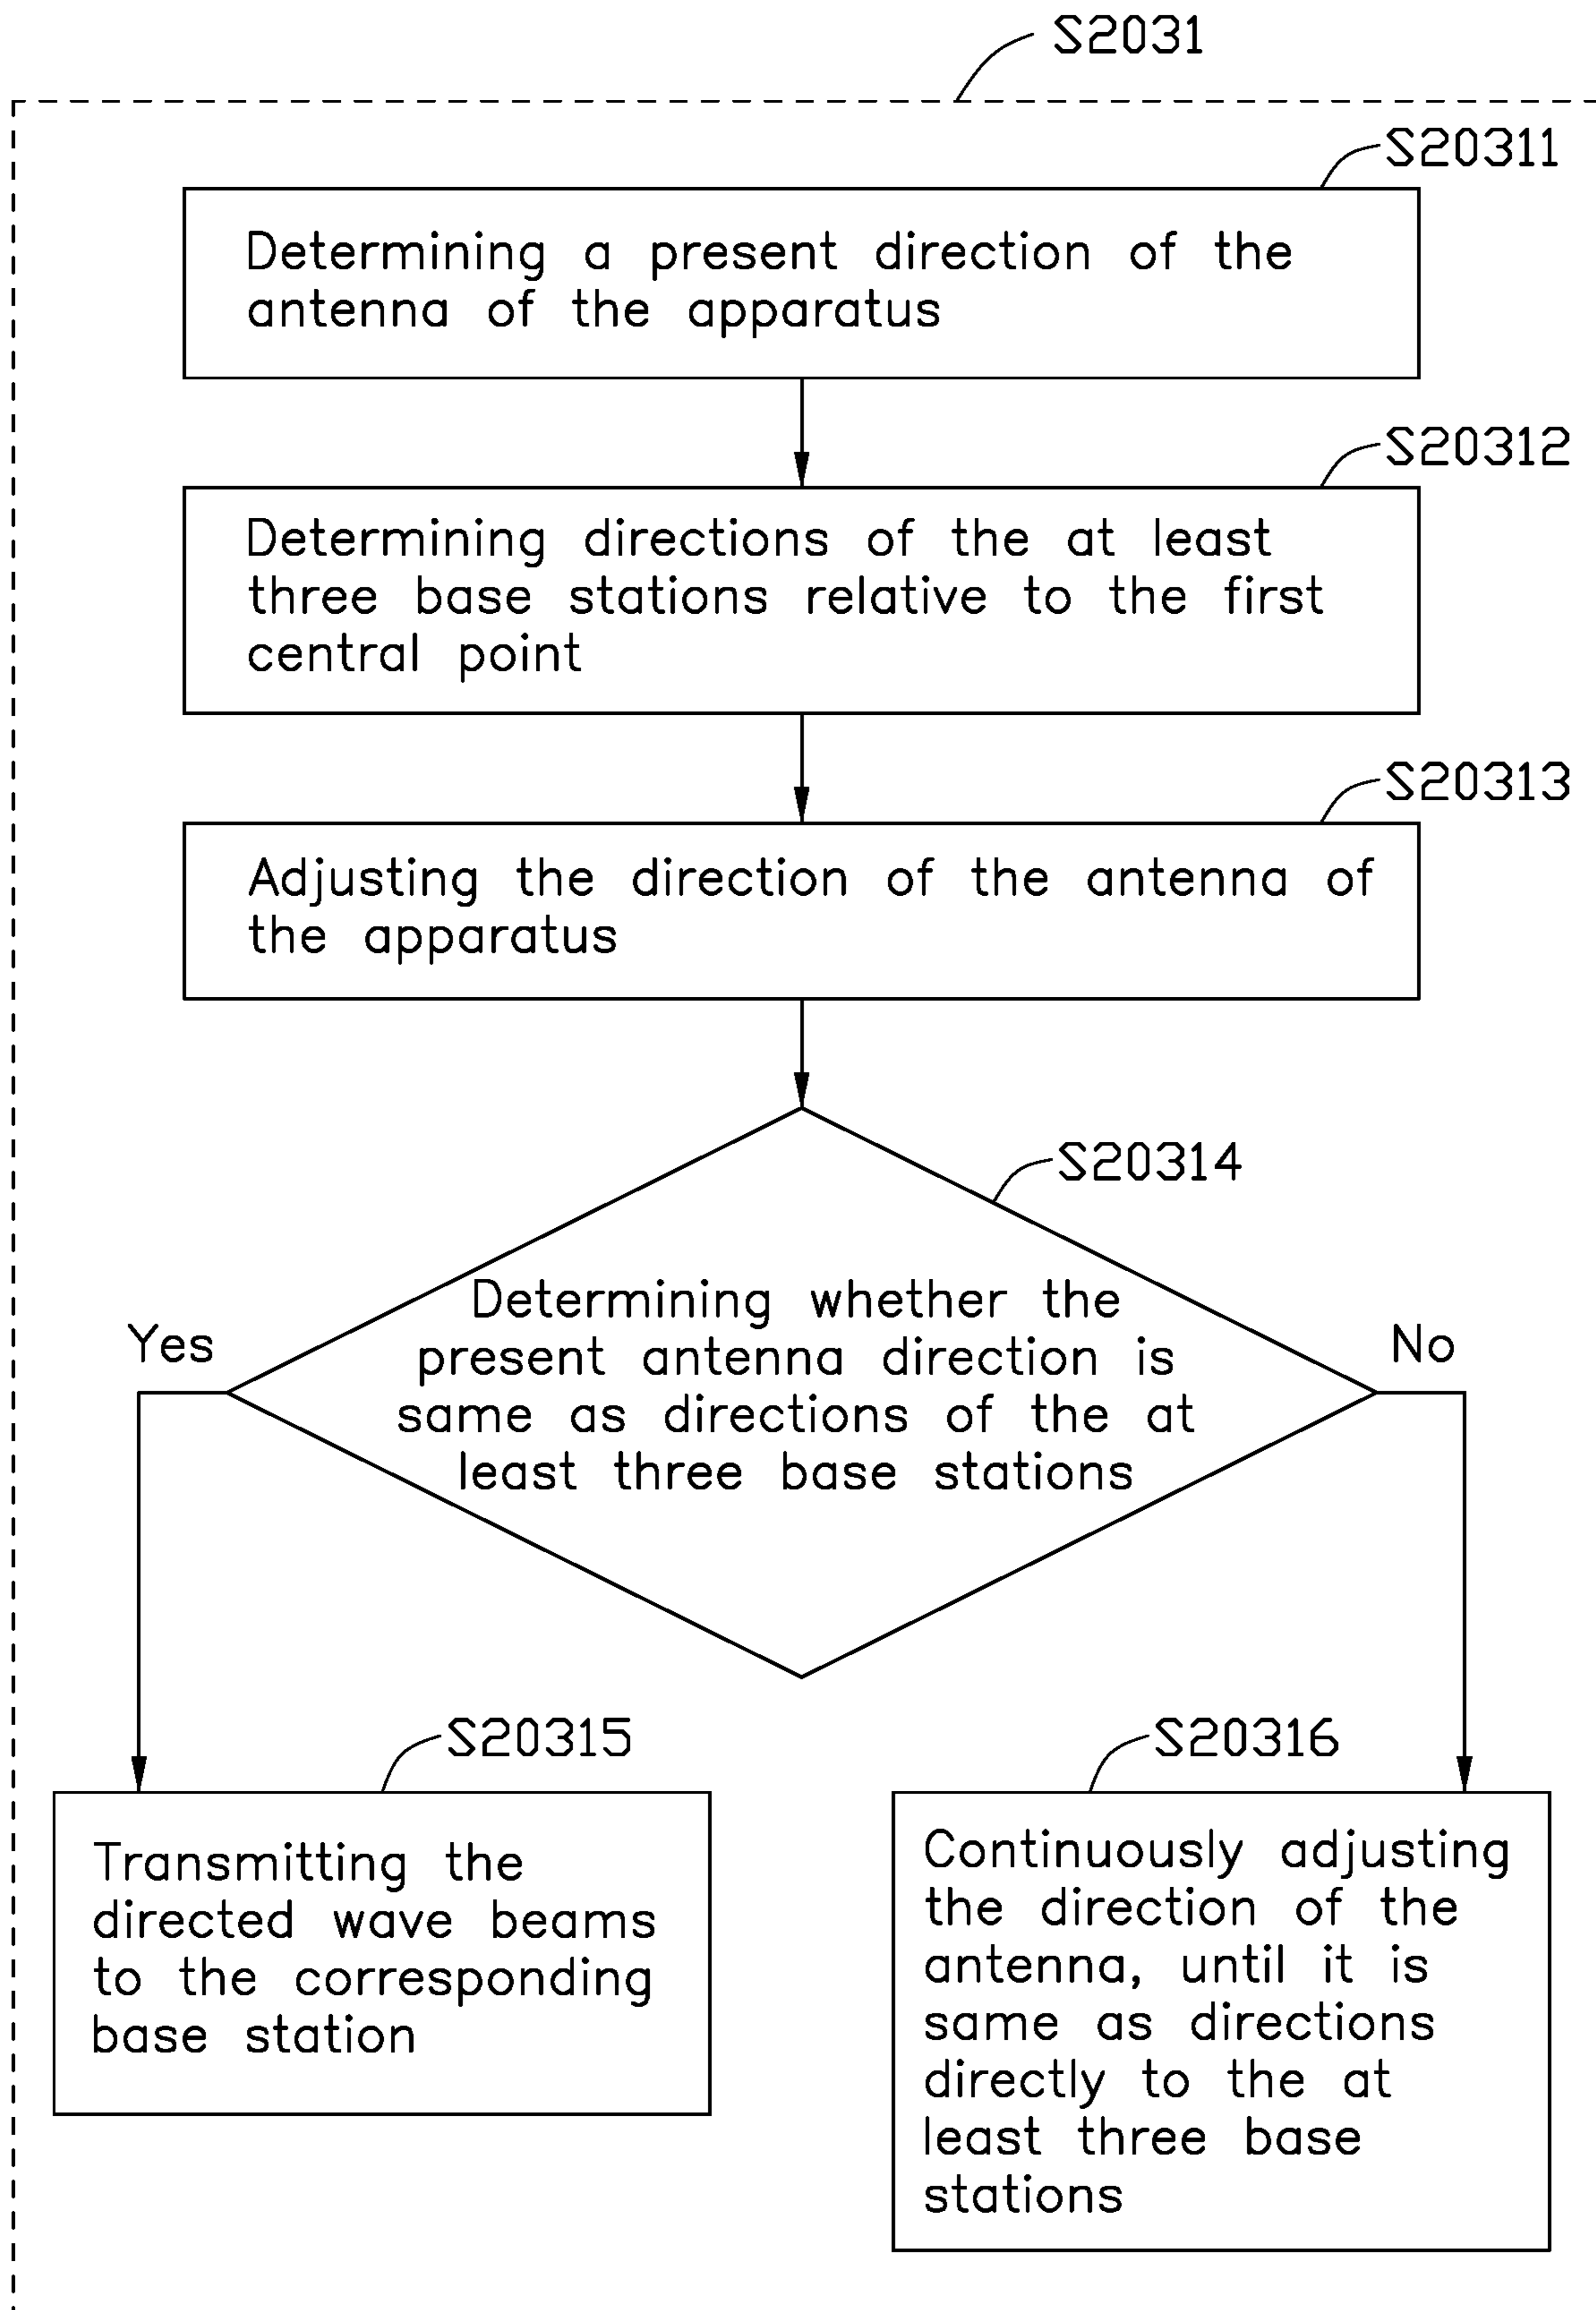 S2031
S20311
Determining a present direction of the
antenna of the apparatus
S20312
Determining directions of the at least
three base stations relative to the first
central point
S20313
Adjusting the direction of the antenna of
the apparatus
S20314
Determining whether the
present antenna direction is
same as directions of the at
least three base stations
Yes
No
S20315
Transmitting the
directed wave beams
to the corresponding
base station
S20316
Continuously adjusting
the direction of the
antenna, until it is
same as directions
directly to the at
least three base
stations